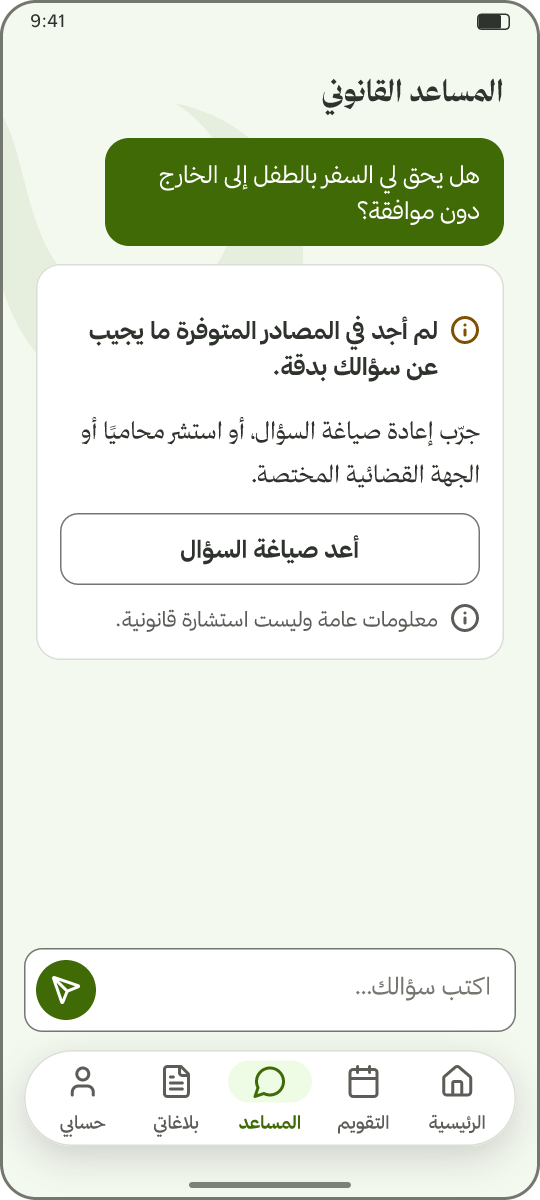 9:41
المساعد القانوني
هل يحق لي السفر بالطفل إلى الخارج
دون موافقة؟
لم أجد في المصادر المتوفرة ما يجيب
عن سؤالك بدقة.
جرّب إعادة صياغة السؤال، أو استشر محاميًا أو
الجهة القضائية المختصة.
أعد صياغة السؤال
معلومات عامة وليست استشارة قانونية.
اكتب سؤالك...
الرئيسية
التقويم
المساعد
بلاغاتي
حسابي